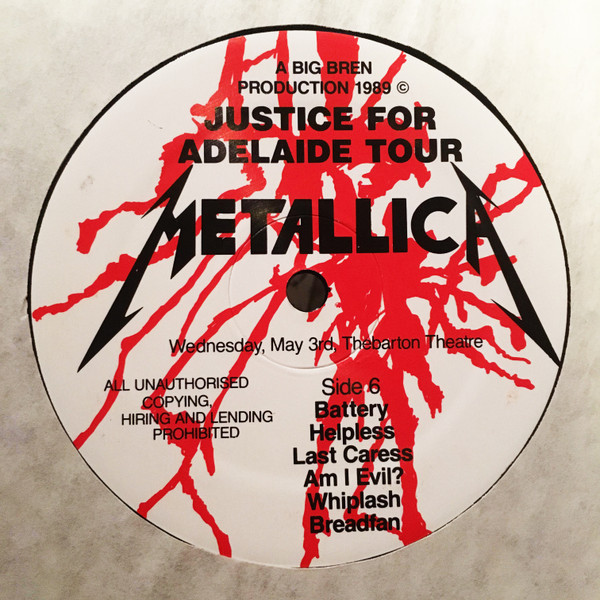 A BIG BREN
PRODUCTION 1989 ©
JUSTICE FOR
ADELAIDE TOUR
METALLICA
Wednesday, May 3rd, Thebarton Theatre
ALL UNAUTHORISED
COPYING,
HIRING AND LENDING
PROHIBITED
Side 6
Battery
Helpless
Last Caress
Am I Evil?
Whiplash
Breadfan